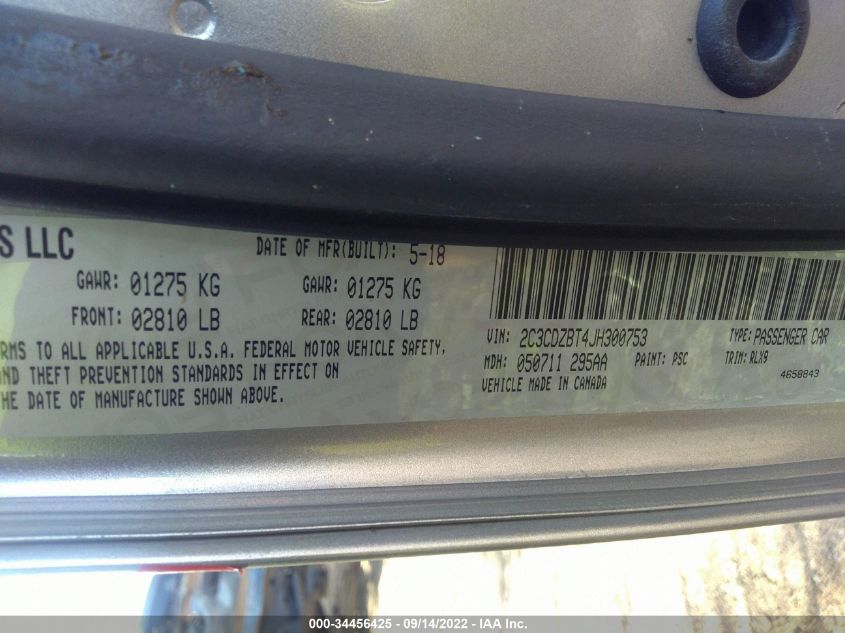 S LLC
DATE OF MFR(BUILT): 5-18
GAWR: 01275 KG
GAWR: 01275 KG
FRONT: 02810 LB
REAR: 02810 LB
RMS TO ALL APPLICABLE U.S.A. FEDERAL MOTOR VEHICLE SAFETY,
AND THEFT PREVENTION STANDARDS IN EFFECT ON
THE DATE OF MANUFACTURE SHOWN ABOVE.
VIN: 2C3CDZBT4JH300753
TYPE: PASSENGER CAR
MDH: 050711 295AA
PAINT: PSC
TRIM: RLX9
VEHICLE MADE IN CANADA
4658843
000-34456425 - 09/14/2022 - IAA Inc.